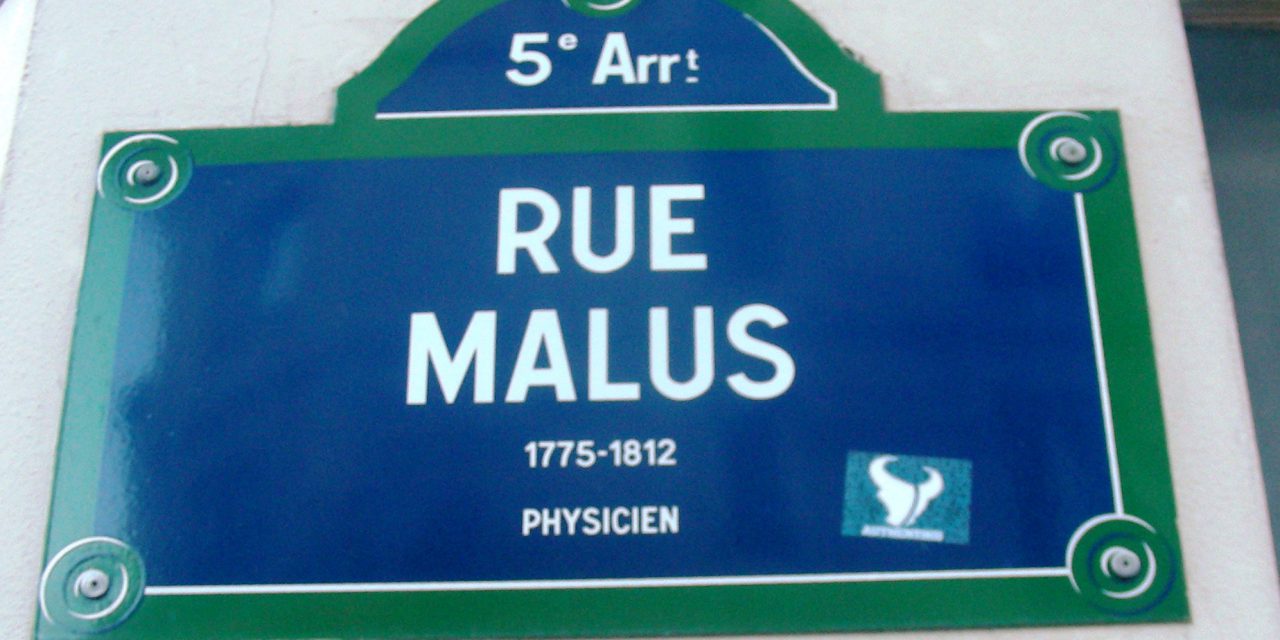 5e Arrt
RUE
MALUS
1775-1812
PHYSICIEN